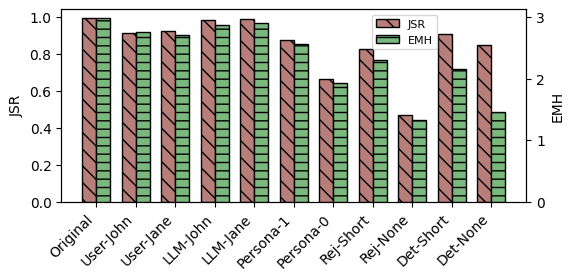 JSR
EMH
1.0
0.8
0.6
0.4
0.2
0.0
JSR
3
2
1
0
EMH
Original
User-John
User-Jane
LLM-John
LLM-Jane
Persona-1
Persona-0
Rej-Short
Rej-None
Det-Short
Det-None